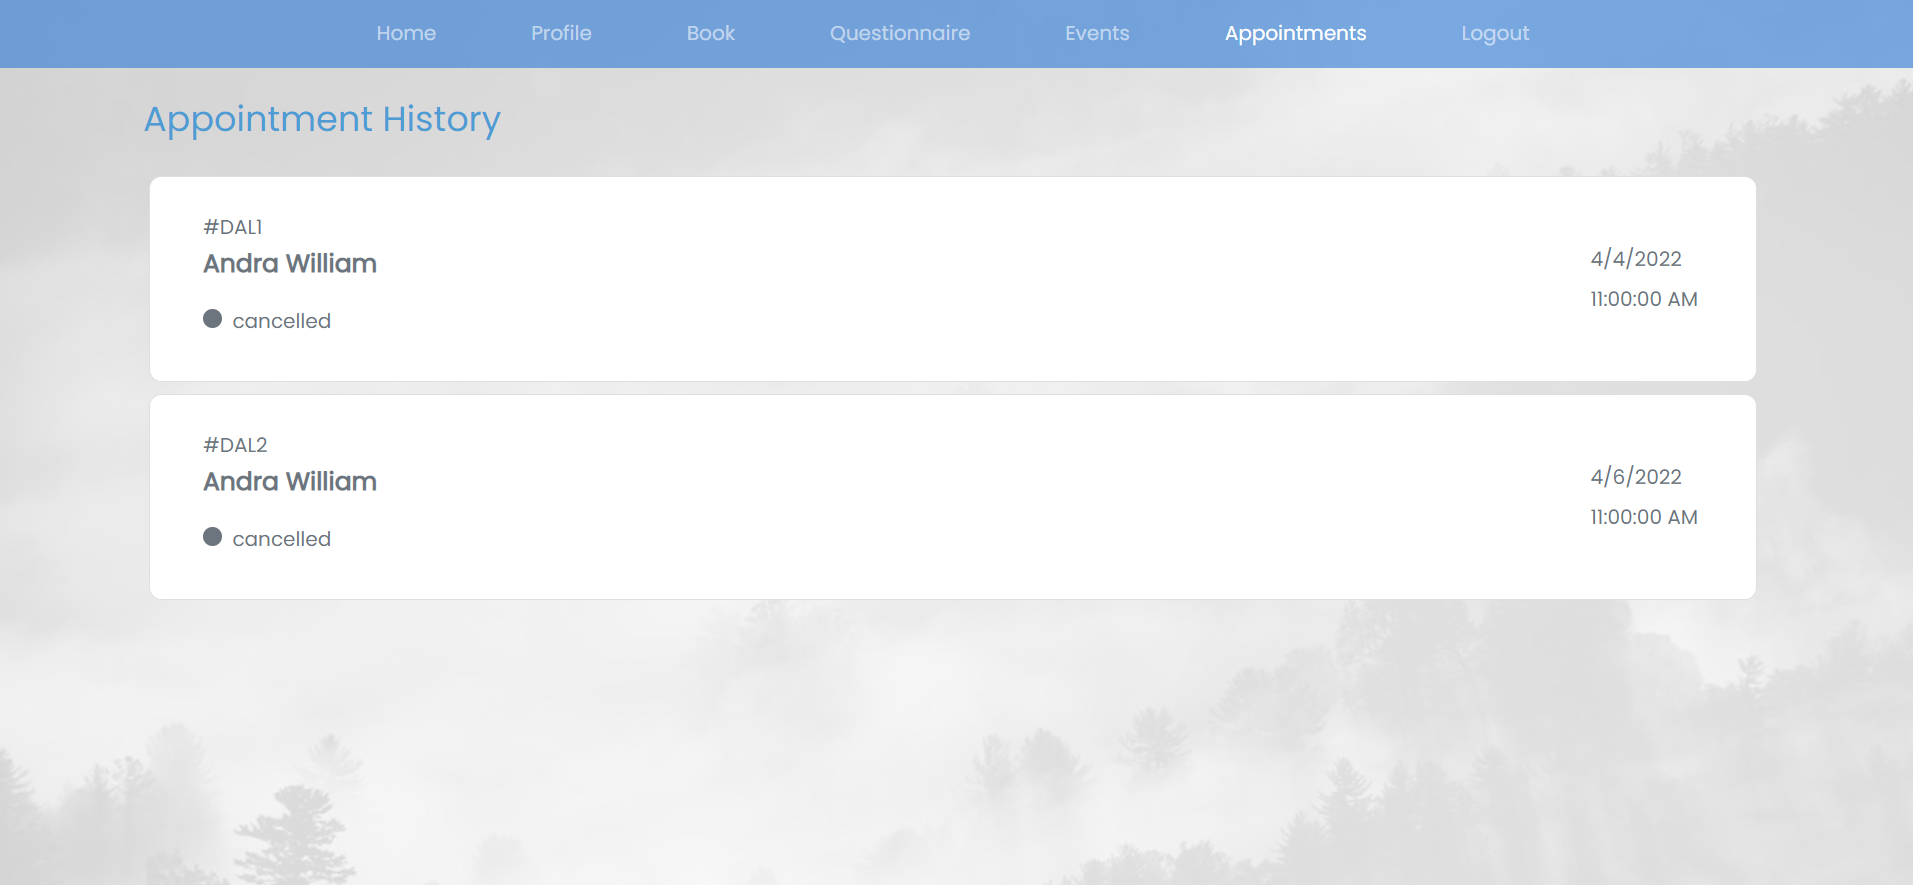 Home Profile Book Questionnaire Events Appointments Logout
Appointment History
#DAL1
Andra William
cancelled
4/4/2022
11:00:00 AM
#DAL2
Andra William
cancelled
4/6/2022
11:00:00 AM